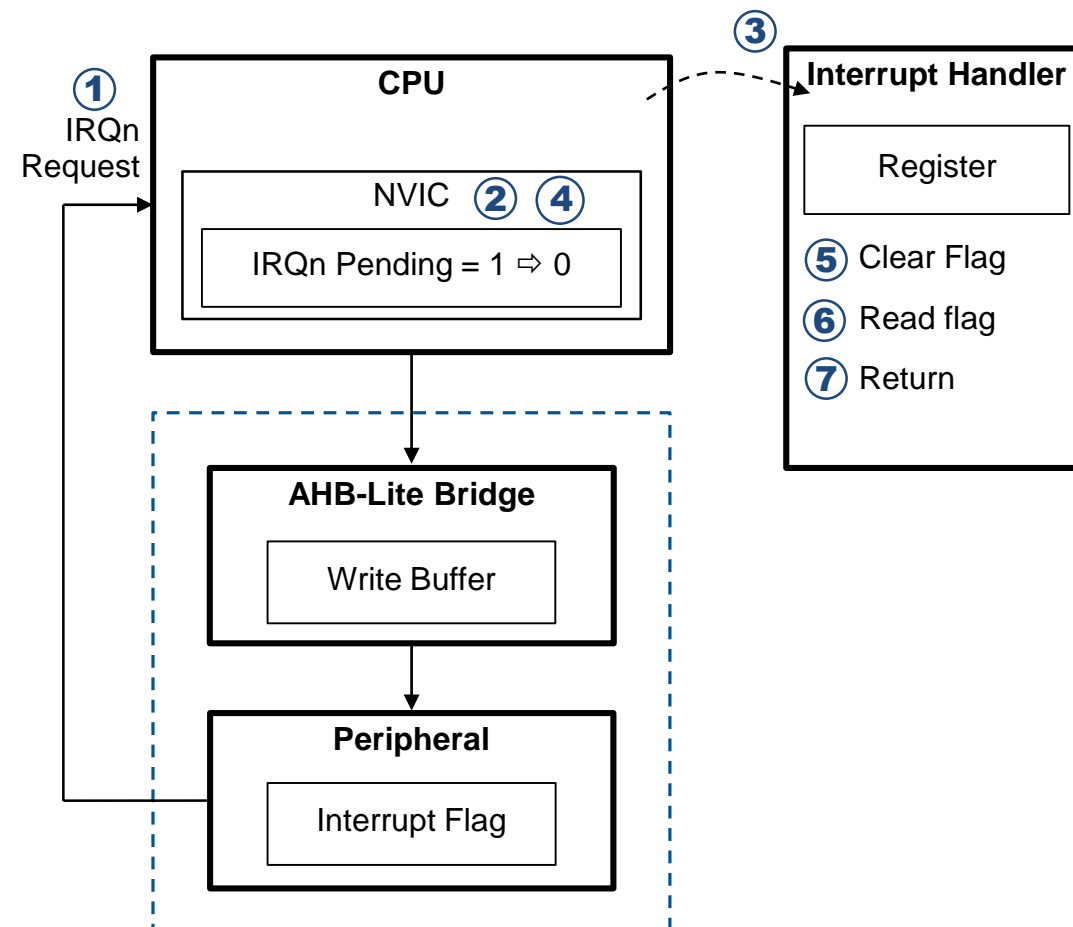 ③
CPU
Interrupt Handler
①
IRQn
Request
Register
NVIC ② ④
IRQn Pending = 1 ⇨ 0
⑤ Clear Flag
⑥ Read flag
⑦ Return
AHB-Lite Bridge
Write Buffer
Peripheral
Interrupt Flag